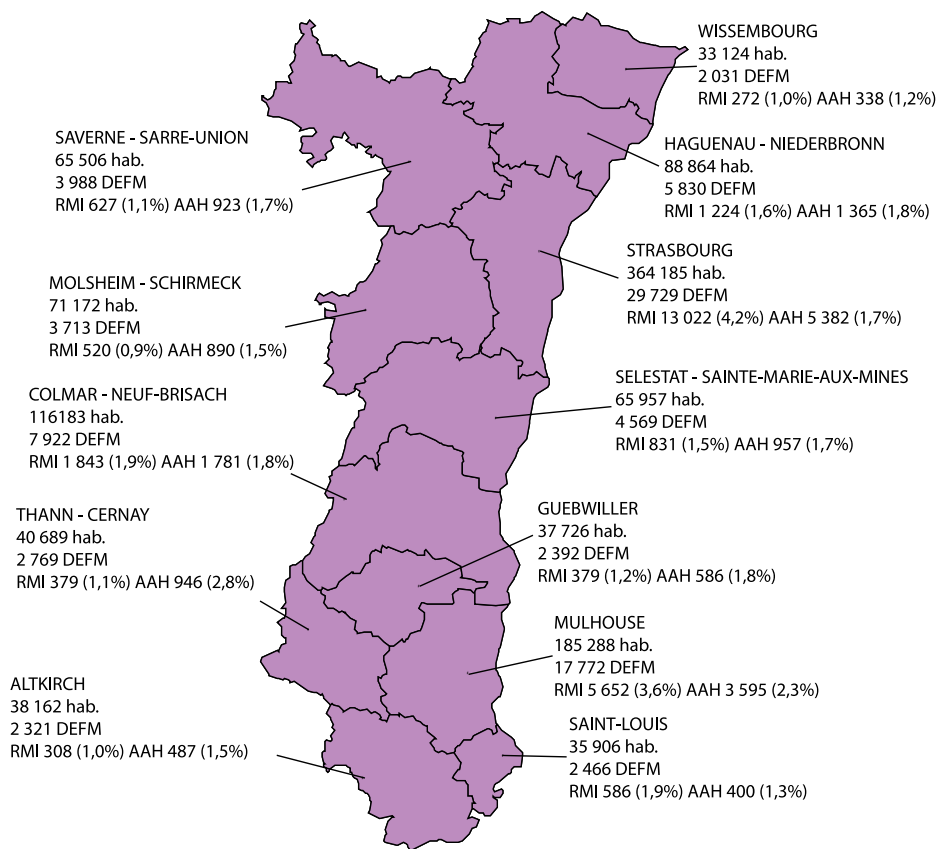 WISSEMBOURG
33 124 hab.
2 031 DEFM
RMI 272 (1,0%) AAH 338 (1,2%)
SAVERNE - SARRE-UNION
65 506 hab.
3 988 DEFM
RMI 627 (1,1%) AAH 923 (1,7%)
HAGUENAU - NIEDERBRONN
88 864 hab.
5 830 DEFM
RMI 1 224 (1,6%) AAH 1 365 (1,8%)
STRASBOURG
364 185 hab.
29 729 DEFM
RMI 13 022 (4,2%) AAH 5 382 (1,7%)
MOLSHEIM - SCHIRMECK
71 172 hab.
3 713 DEFM
RMI 520 (0,9%) AAH 890 (1,5%)
SELESTAT - SAINTE-MARIE-AUX-MINES
65 957 hab.
4 569 DEFM
RMI 831 (1,5%) AAH 957 (1,7%)
COLMAR - NEUF-BRISACH
116183 hab.
7 922 DEFM
RMI 1 843 (1,9%) AAH 1 781 (1,8%)
THANN - CERNAY
40 689 hab.
2 769 DEFM
RMI 379 (1,1%) AAH 946 (2,8%)
GUEBWILLER
37 726 hab.
2 392 DEFM
RMI 379 (1,2%) AAH 586 (1,8%)
MULHOUSE
185 288 hab.
17 772 DEFM
RMI 5 652 (3,6%) AAH 3 595 (2,3%)
ALTKIRCH
38 162 hab.
2 321 DEFM
RMI 308 (1,0%) AAH 487 (1,5%)
SAINT-LOUIS
35 906 hab.
2 466 DEFM
RMI 586 (1,9%) AAH 400 (1,3%)